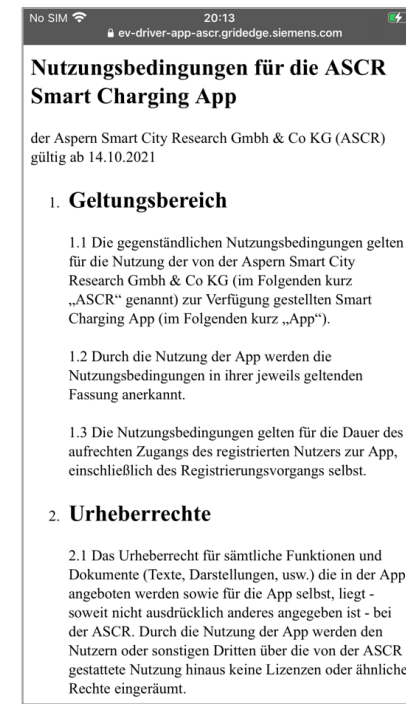 No SIM 20:13
ev-driver-app-ascr.gridedge.siemens.com
Nutzungsbedingungen für die ASCR
Smart Charging App
der Aspern Smart City Research Gmbh & Co KG (ASCR)
gültig ab 14.10.2021
1. Geltungsbereich
1.1 Die gegenständlichen Nutzungsbedingungen gelten
für die Nutzung der von der Aspern Smart City
Research Gmbh & Co KG (im Folgenden kurz
„ASCR“ genannt) zur Verfügung gestellten Smart
Charging App (im Folgenden kurz „App“).
1.2 Durch die Nutzung der App werden die
Nutzungsbedingungen in ihrer jeweils geltenden
Fassung anerkannt.
1.3 Die Nutzungsbedingungen gelten für die Dauer des
aufrechten Zugangs des registrierten Nutzers zur App,
einschließlich des Registrierungsvorgangs selbst.
2. Urheberrechte
2.1 Das Urheberrecht für sämtliche Funktionen und
Dokumente (Texte, Darstellungen, usw.) die in der App
angeboten werden sowie für die App selbst, liegt -
soweit nicht ausdrücklich anderes angegeben ist - bei
der ASCR. Durch die Nutzung der App werden den
Nutzern oder sonstigen Dritten über die von der ASCR
gestattete Nutzung hinaus keine Lizenzen oder ähnliche
Rechte eingeräumt.